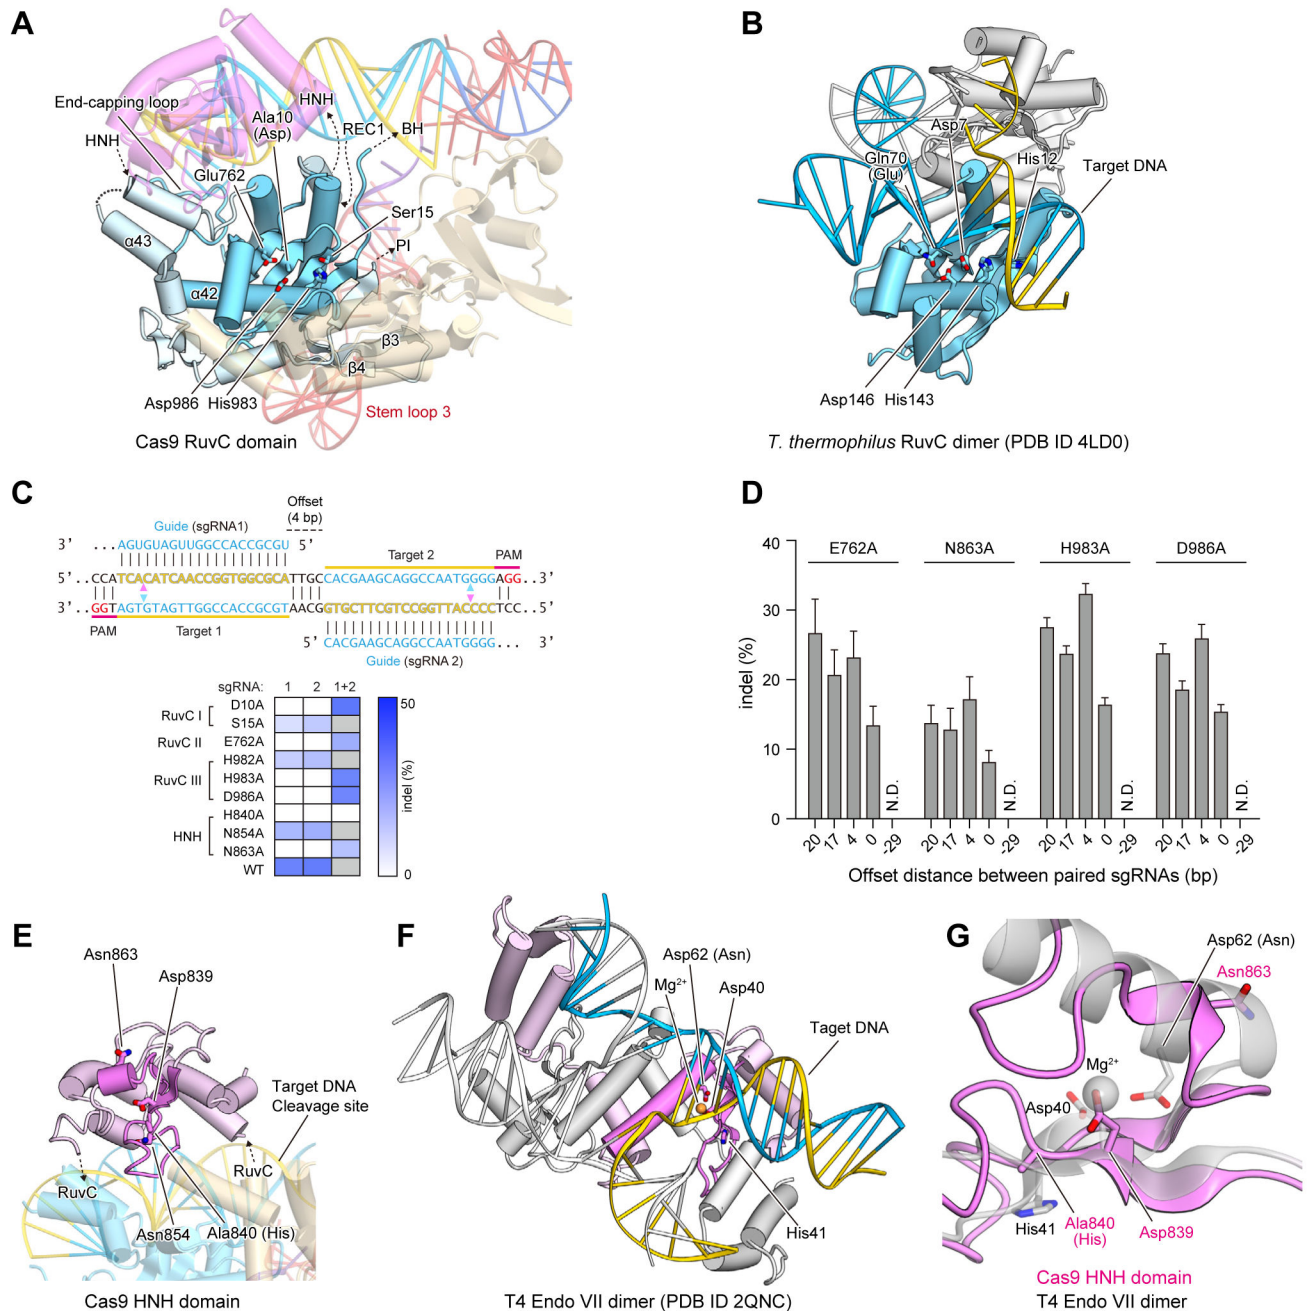 A
End-capping loop
HNH
Ala10
(Asp)
HNH
REC1
BH
Glu762
Ser15
PI
α43
α42
β3
β4
Asp986
His983
Stem loop 3
Cas9 RuvC domain
B
Asp7
Gln70
(Glu)
His12
Target DNA
Asp146
His143
T. thermophilus RuvC dimer (PDB ID 4LD0)
C
Offset
(4 bp)
Guide (sgRNA1)
3’ ...AGUGUAGUUGGCCACCGCGU 5’
Target 2
PAM
5’ ..CCATCACATCAACCGGTGGCGCATTGCCACGAAGCAGGCCAATGGGGAGG..3’
3’ ..GGTAGTGTAGTTGGCCACCGCGTAACGGTGCTTCGTCCGGTTACCCCTCC..5’
PAM
Target 1
5’ CACGAAGCAGGCCAAUGGGG... 3’
Guide (sgRNA 2)
sgRNA: 1 2 1+2
RuvC I
D10A
S15A
RuvC II
E762A
RuvC III
H982A
H983A
D986A
HNH
H840A
N854A
N863A
WT
50
indel (%)
0
D
E762A N863A H983A D986A
40
30
20
10
0
indel (%)
N.D. N.D. N.D. N.D.
20 17 4 0 -29 20 17 4 0 -29 20 17 4 0 -29 20 17 4 0 -29
Offset distance between paired sgRNAs (bp)
E
Asn863
Asp839
Target DNA
Cleavage site
RuvC
RuvC
Asn854
Ala840 (His)
Cas9 HNH domain
F
Asp62 (Asn)
Mg²⁺
Asp40
Taget DNA
His41
T4 Endo VII dimer (PDB ID 2QNC)
G
Asp62 (Asn)
Asn863
Mg²⁺
Asp40
His41
Ala840
(His)
Asp839
Cas9 HNH domain
T4 Endo VII dimer